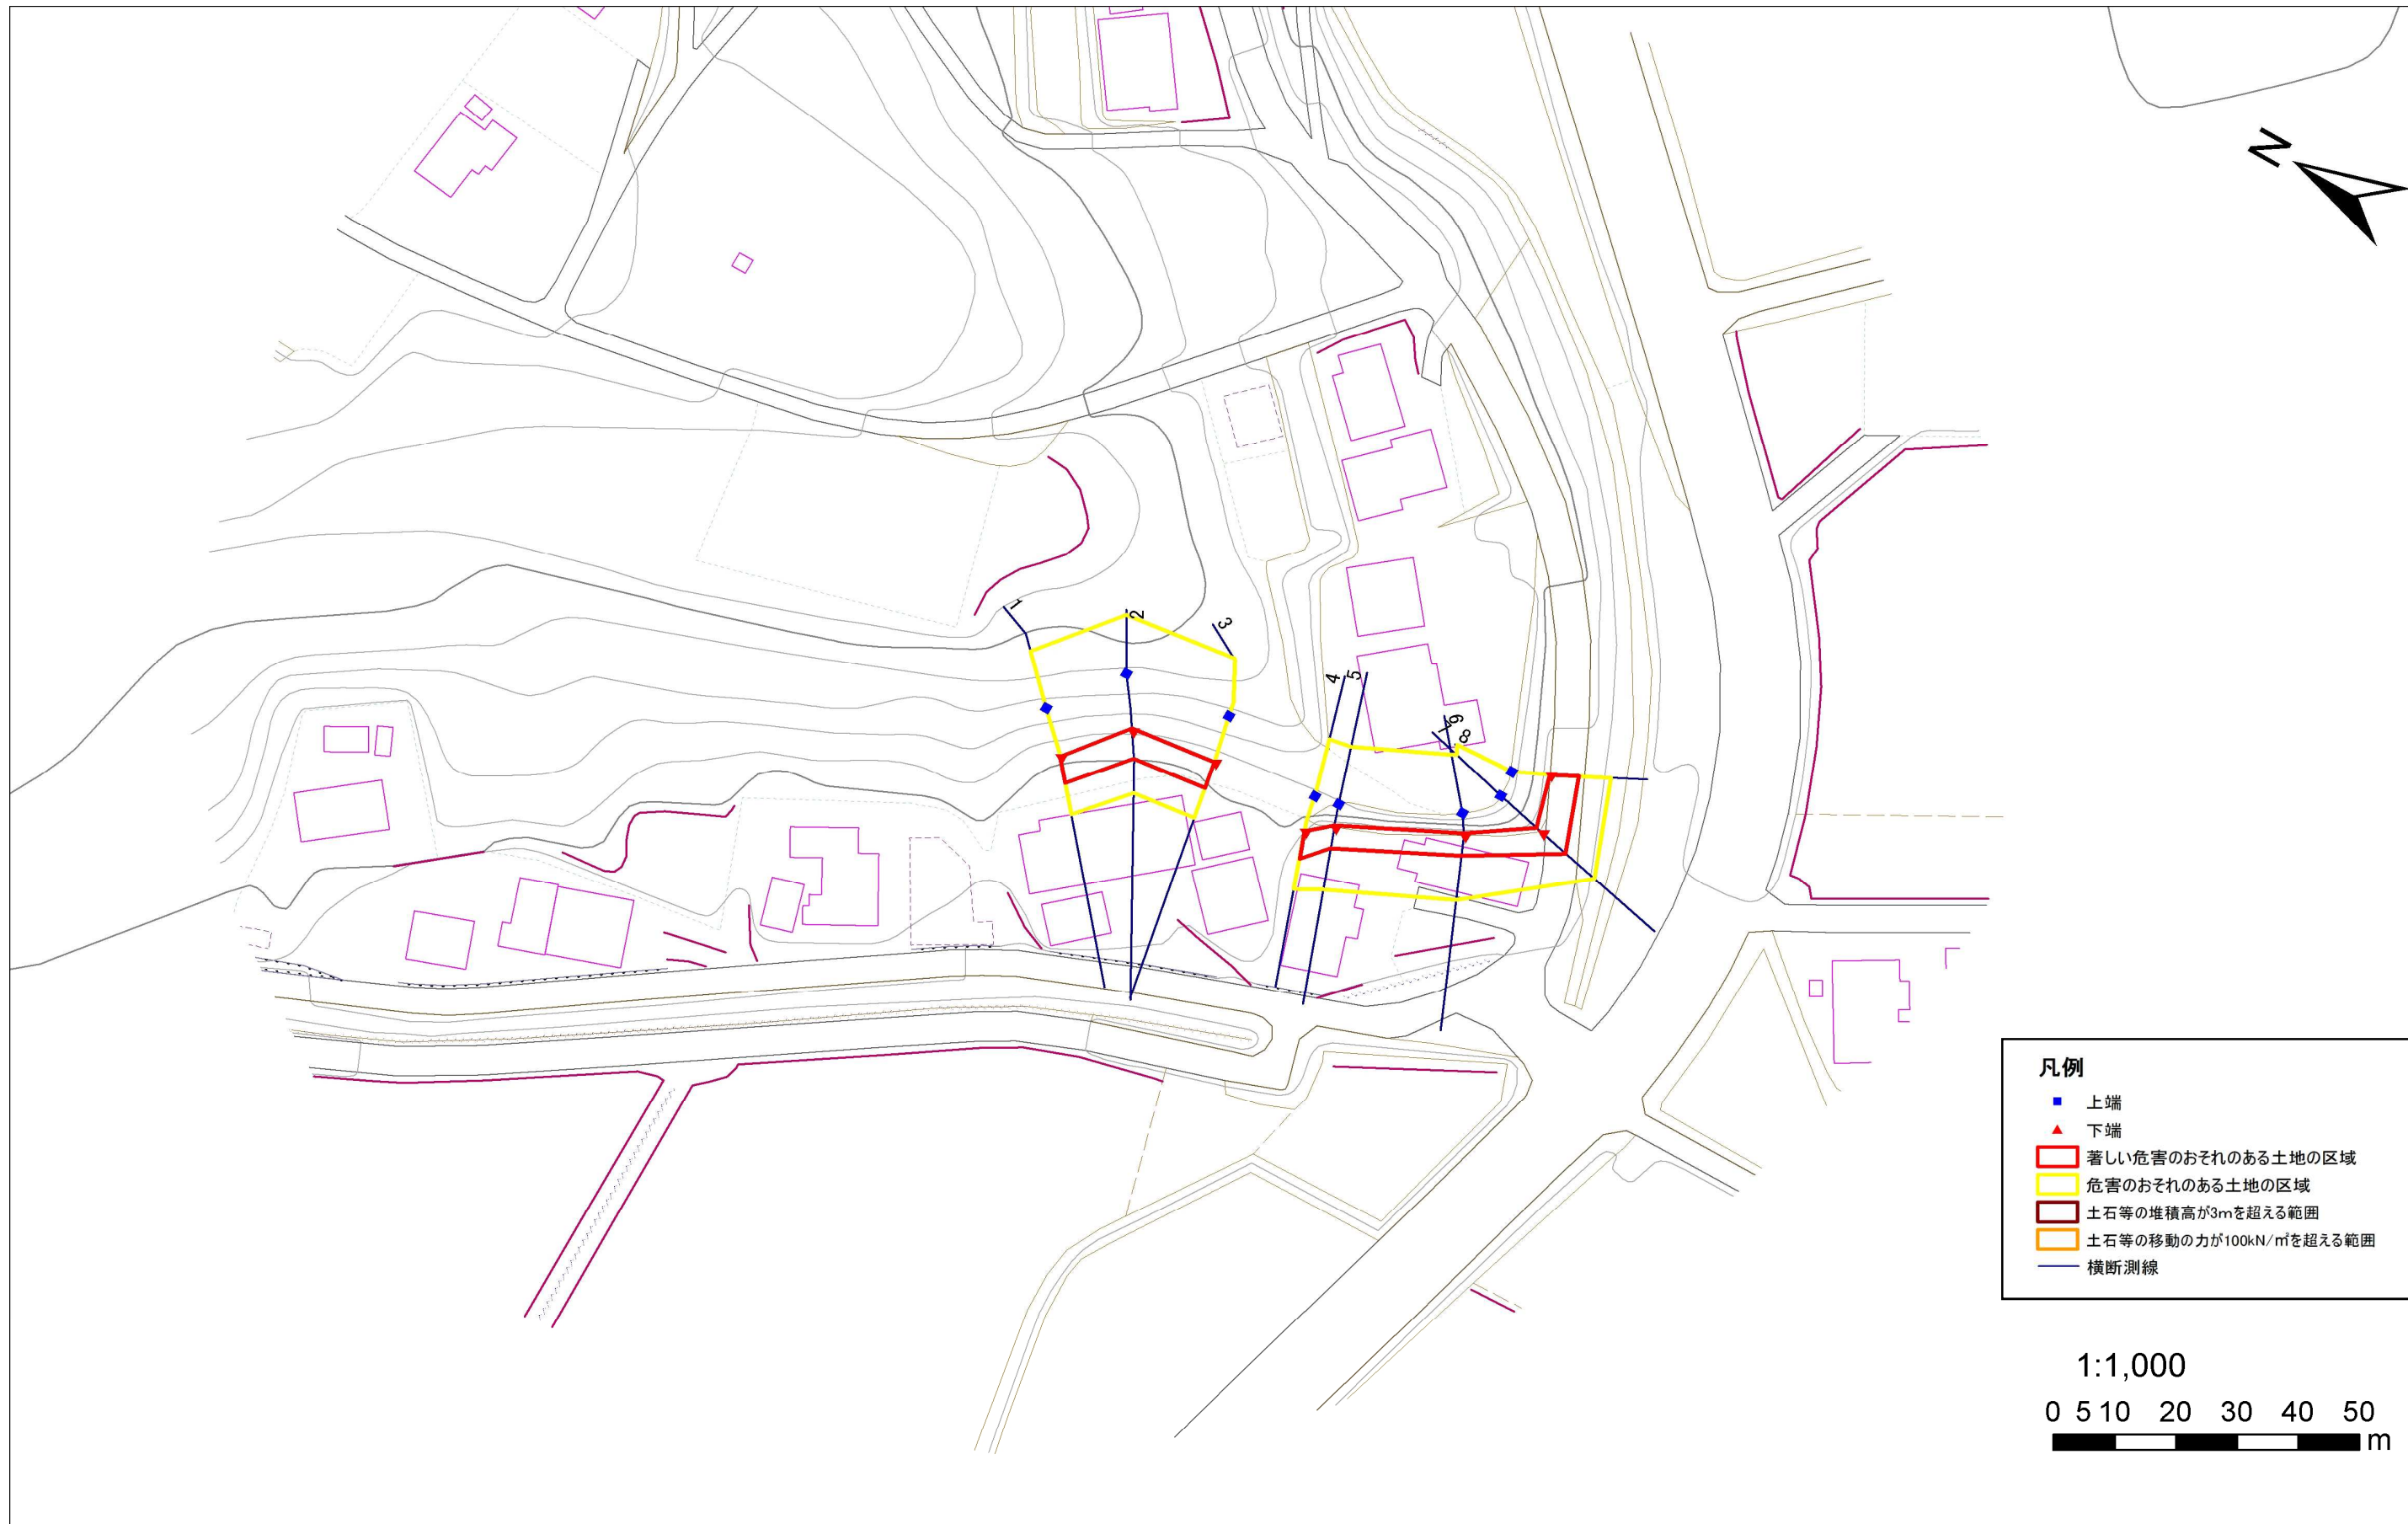 N
1
2
3
4
5
6
7
8
凡例
上端
下端
著しい危害のおそれのある土地の区域
危害のおそれのある土地の区域
土石等の堆積高が3mを超える範囲
土石等の移動の力が100kN/㎡を超える範囲
横断測線
1:1,000
0 5 10 20 30 40 50
m